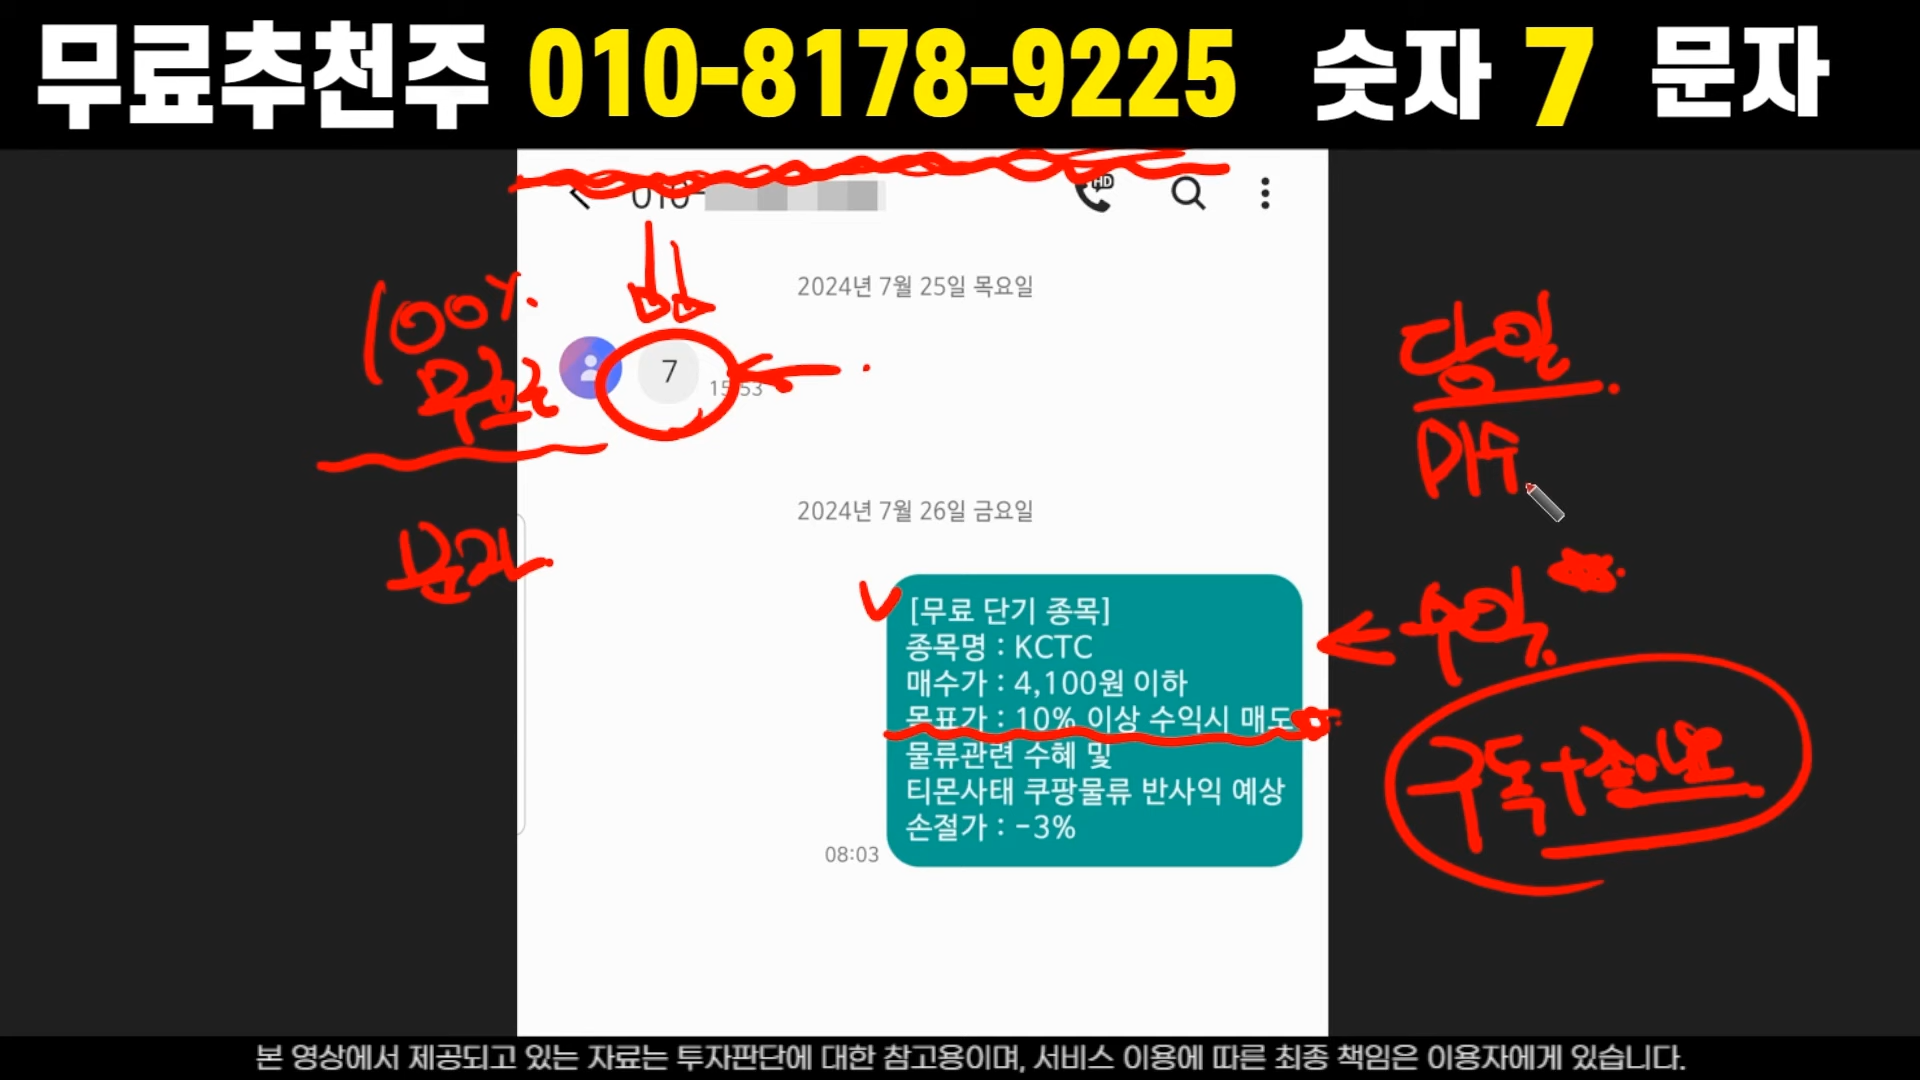 무료추천주 010-8178-9225 숫자 7 문자
010-
2024년 7월 25일 목요일
100%.
무료
7
15:53
당일
매수
2024년 7월 26일 금요일
문자
[무료 단기 종목]
종목명 : KCTC
매수가 : 4,100원 이하
목표가 : 10% 이상 수익시 매도
물류관련 수혜 및
티몬사태 쿠팡물류 반사익 예상
손절가 : -3%
08:03
수익
구독+좋아요
본 영상에서 제공되고 있는 자료는 투자판단에 대한 참고용이며, 서비스 이용에 따른 최종 책임은 이용자에게 있습니다.